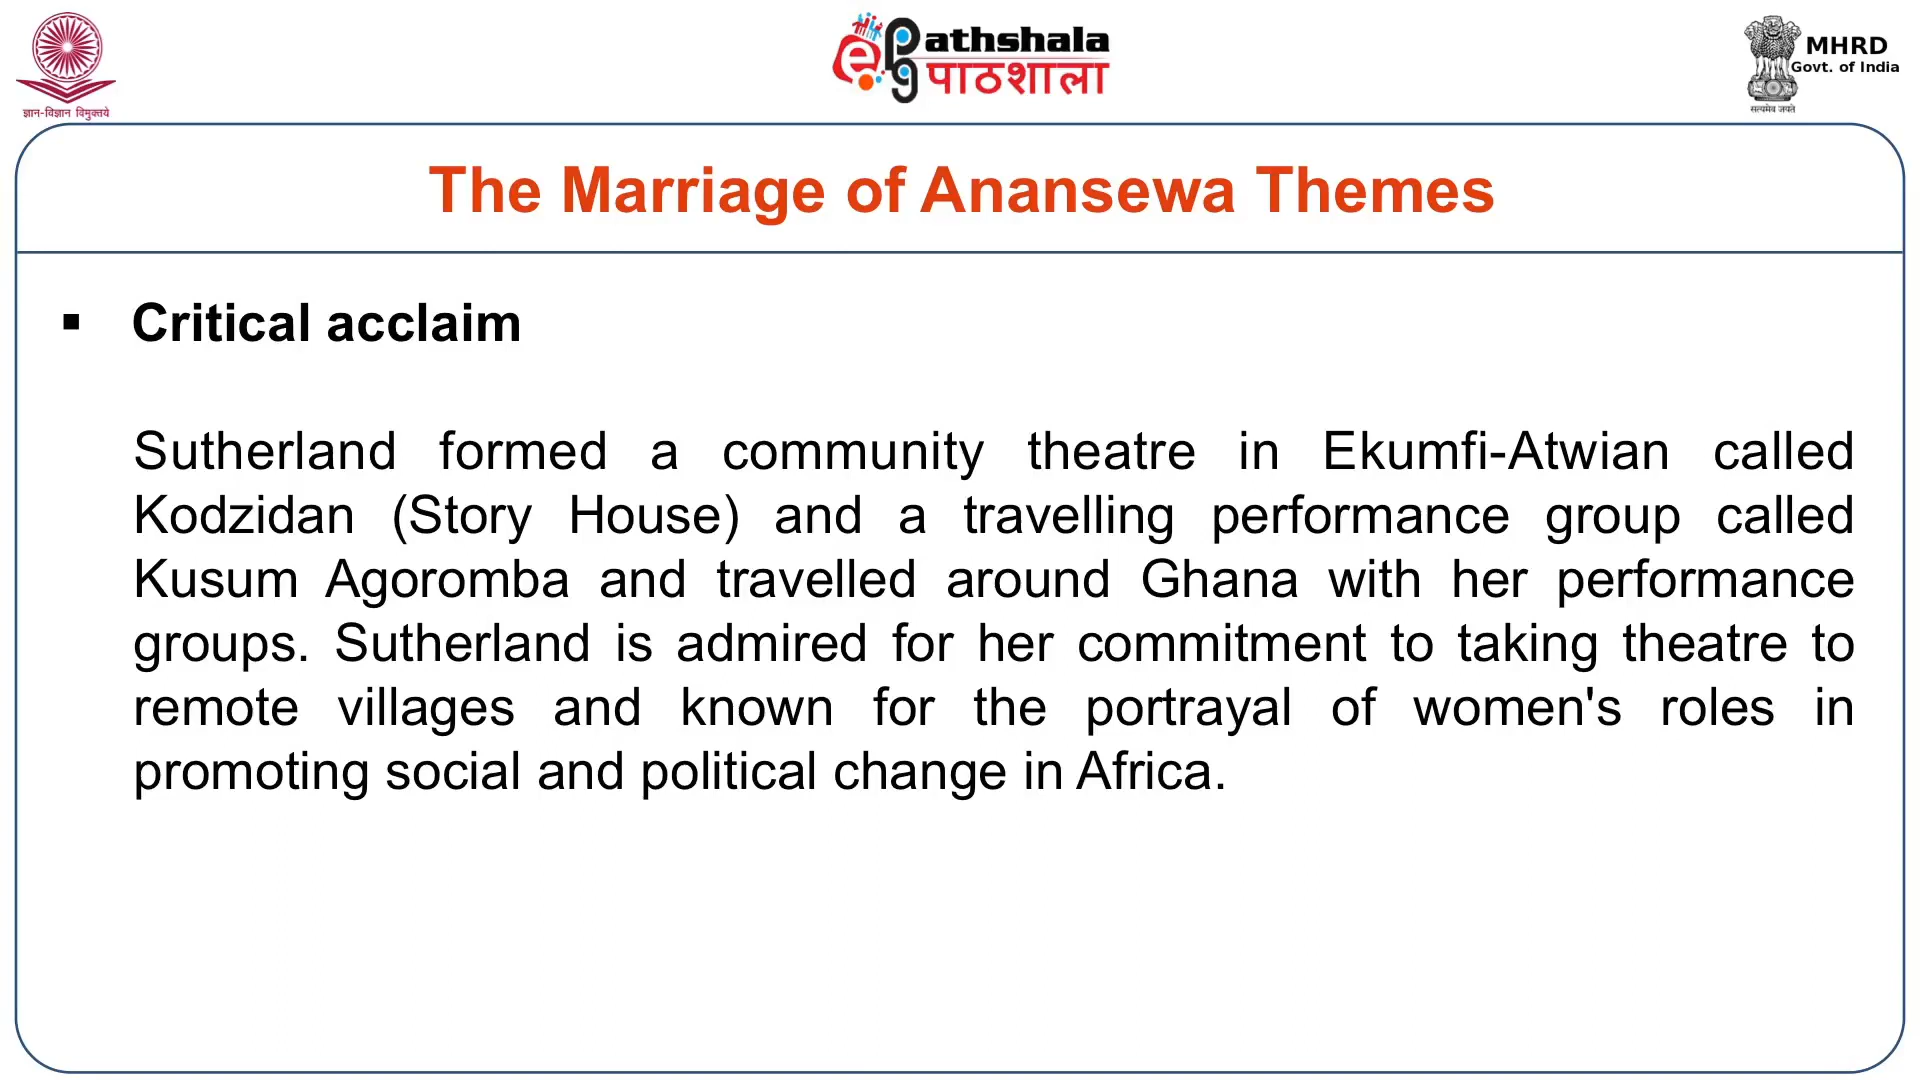 ज्ञान-विज्ञान विमुक्तये
ePG Pathshala
पाठशाला
MHRD
Govt. of India
सत्यमेव जयते
The Marriage of Anansewa Themes
▪ Critical acclaim
Sutherland formed a community theatre in Ekumfi-Atwian called
Kodzidan (Story House) and a travelling performance group called
Kusum Agoromba and travelled around Ghana with her performance
groups. Sutherland is admired for her commitment to taking theatre to
remote villages and known for the portrayal of women's roles in
promoting social and political change in Africa.